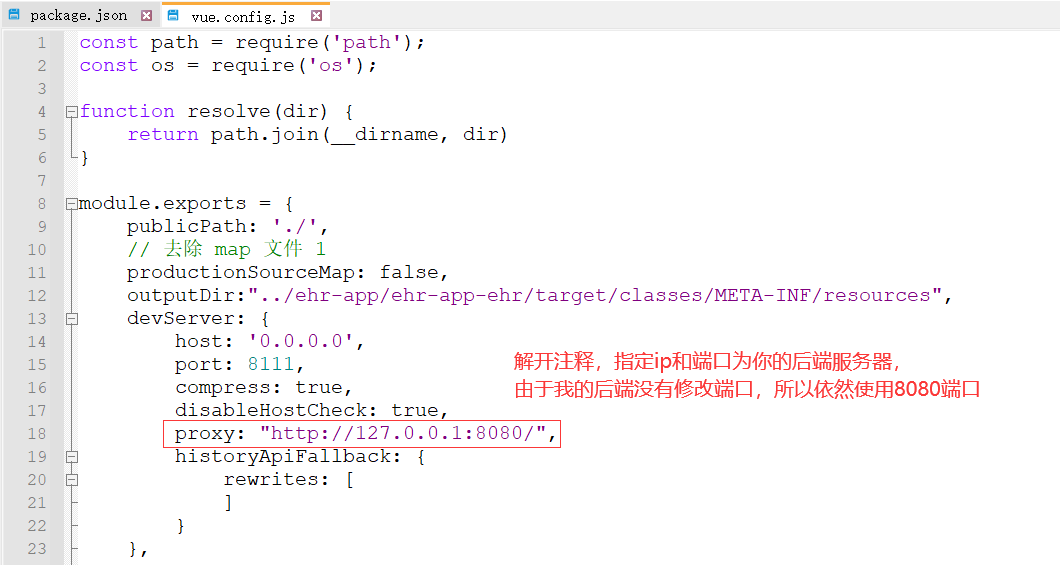 package.json
vue.config.js
1 const path = require('path');
2 const os = require('os');
3
4 function resolve(dir) {
5     return path.join(__dirname, dir)
6 }
7
8 module.exports = {
9     publicPath: './',
10     // 去除 map 文件 1
11     productionSourceMap: false,
12     outputDir:"../ehr-app/ehr-app-ehr/target/classes/META-INF/resources",
13     devServer: {
14         host: '0.0.0.0',
15         port: 8111,
解开注释，指定ip和端口为你的后端服务器，
16         compress: true,
由于我的后端没有修改端口，所以依然使用8080端口
17         disableHostCheck: true,
18         proxy: "http://127.0.0.1:8080/",
19         historyApiFallback: {
20             rewrites: [
21             ]
22         }
23     },